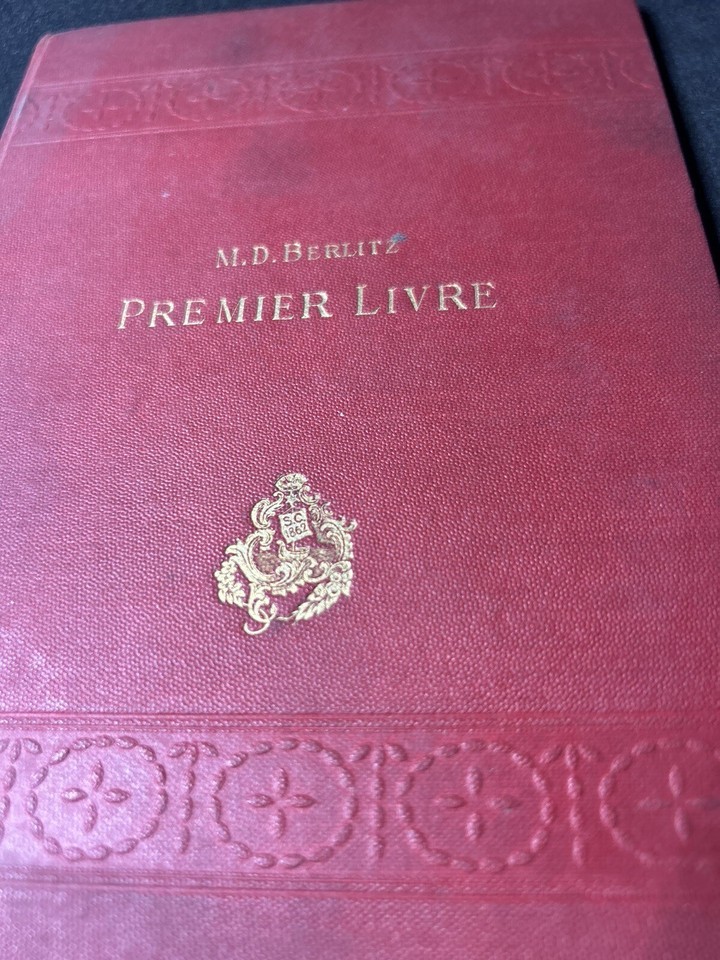 M.D. BERLITZ
PREMIER LIVRE
S.C.
1862